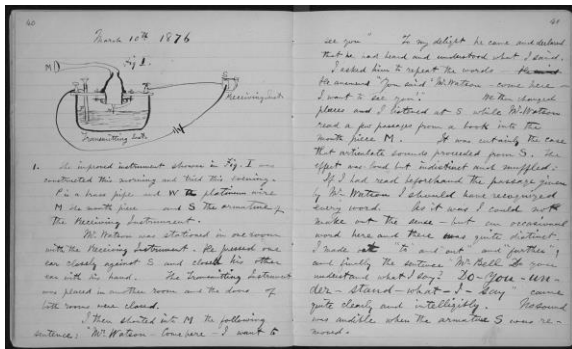 40
March 10th 1876
Fig. 1.
M
Receiving Inst.
Transmitting Inst.
1. The improved instrument shown in Fig. I was
constructed this morning and tried this evening.
P is a brass pipe and W the platinum wire
M the mouth piece and S the armature of
the Receiving Instrument.
Mr. Watson was stationed in one room
with the Receiving Instrument. He pressed one
ear closely against S and closed his other
ear with his hand. The Transmitting Instrument
was placed in another room and the doors of
both rooms were closed.
I then shouted into M the following
sentence: "Mr. Watson - Come here - I want to
41
see you". To my delight he came and declared
that he had heard and understood what I said.
I asked him to repeat the words.
He answered "You said 'Mr. Watson - come here -
I want to see you'." We then changed
places and I listened at S while Mr. Watson
read a few passages from a book into the
mouth piece M. It was certainly the case
that articulate sounds proceeded from S. The
effect was loud but indistinct and muffled.
If I had read beforehand the passage given
by Mr. Watson I should have recognized
every word. As it was I could not
make out the sense - but an occasional
word here and there was quite distinct.
I made out "to" and "out" and "further";
and finally the sentence "Mr. Bell Do you
understand what I say? Do - you - un -
der - stand - what - I - say" came
quite clearly and intelligibly. No sound
was audible when the armature S was re-
moved.